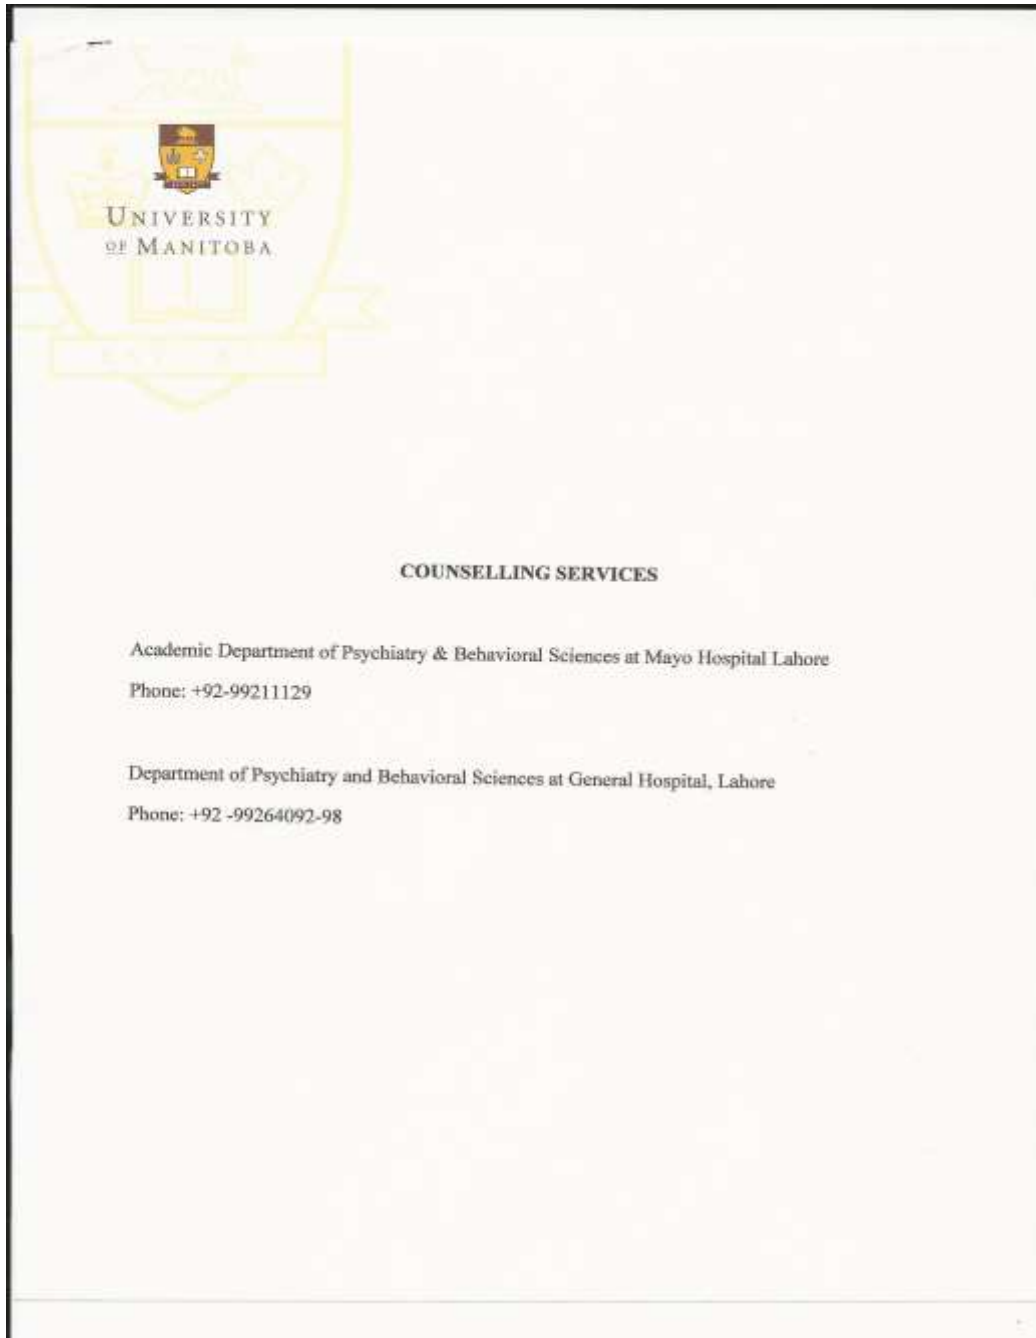 UNIVERSITY
OF MANITOBA
COUNSELLING SERVICES
Academic Department of Psychiatry & Behavioral Sciences at Mayo Hospital Lahore
Phone: +92-99211129
Department of Psychiatry and Behavioral Sciences at General Hospital, Lahore
Phone: +92 -99264092-98